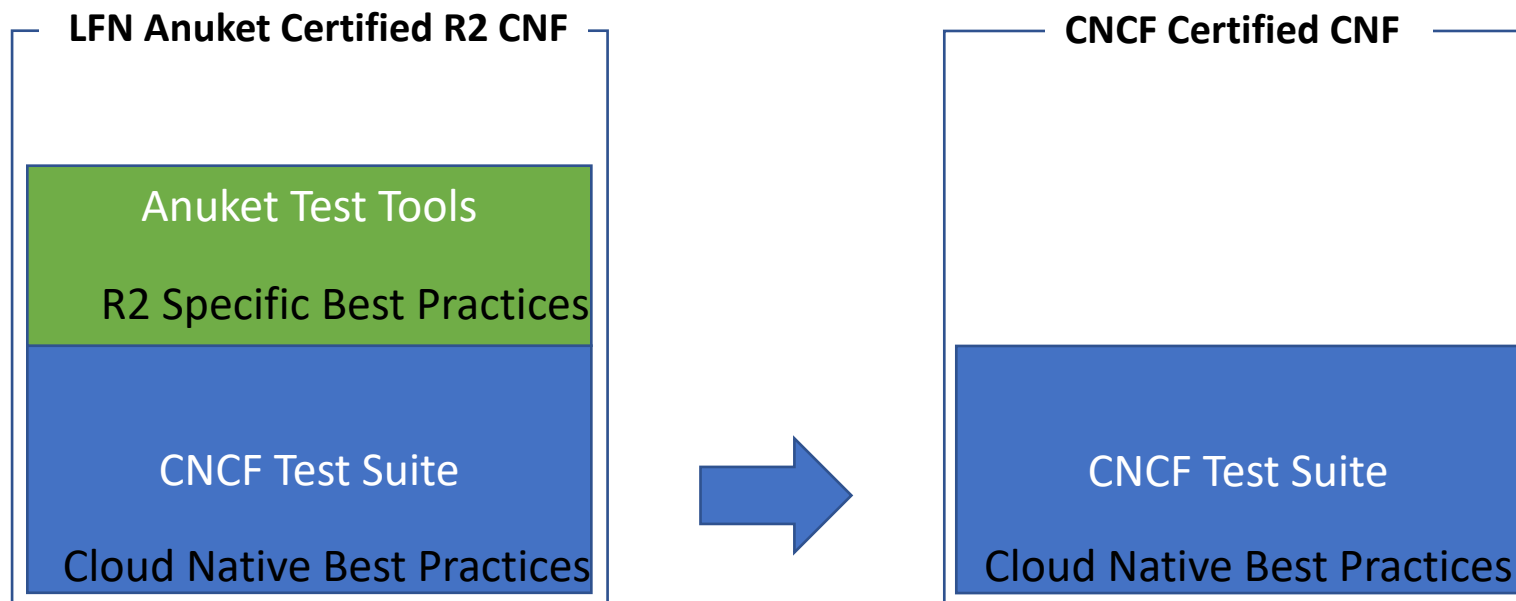 LFN Anuket Certified R2 CNF
Anuket Test Tools
R2 Specific Best Practices
CNCF Test Suite
Cloud Native Best Practices
CNCF Certified CNF
CNCF Test Suite
Cloud Native Best Practices